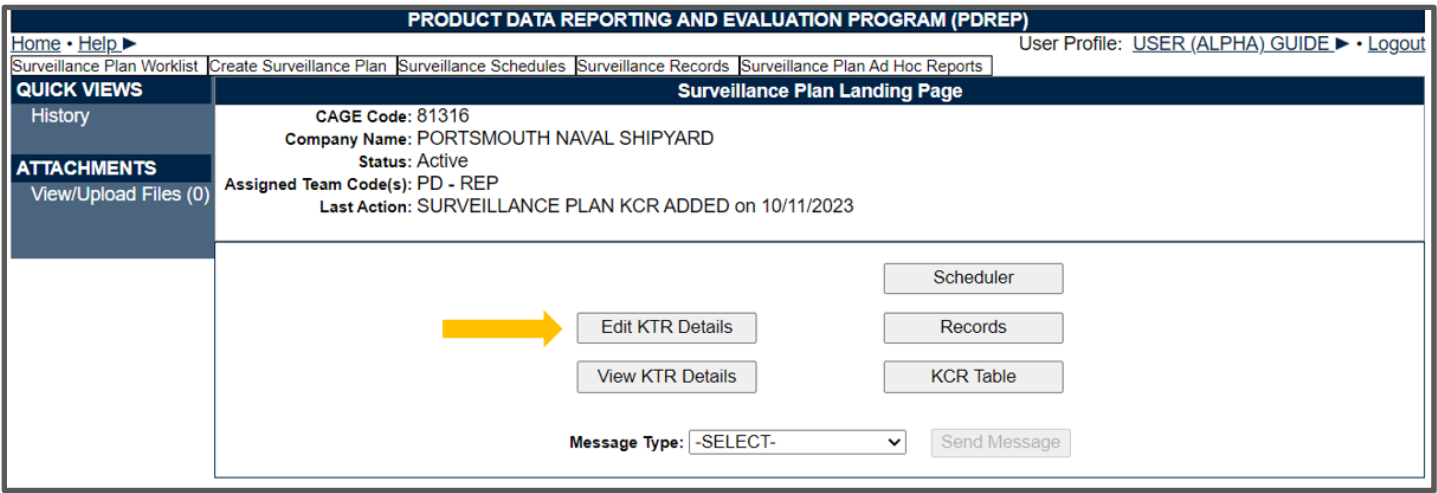 PRODUCT DATA REPORTING AND EVALUATION PROGRAM (PDREP)
Home • Help ► User Profile: USER (ALPHA) GUIDE ► • Logout
Surveillance Plan Worklist Create Surveillance Plan Surveillance Schedules Surveillance Records Surveillance Plan Ad Hoc Reports
QUICK VIEWS
History
ATTACHMENTS
View/Upload Files (0)
Surveillance Plan Landing Page
CAGE Code: 81316
Company Name: PORTSMOUTH NAVAL SHIPYARD
Status: Active
Assigned Team Code(s): PD - REP
Last Action: SURVEILLANCE PLAN KCR ADDED on 10/11/2023
Scheduler
Edit KTR Details Records
View KTR Details KCR Table
Message Type: -SELECT- Send Message